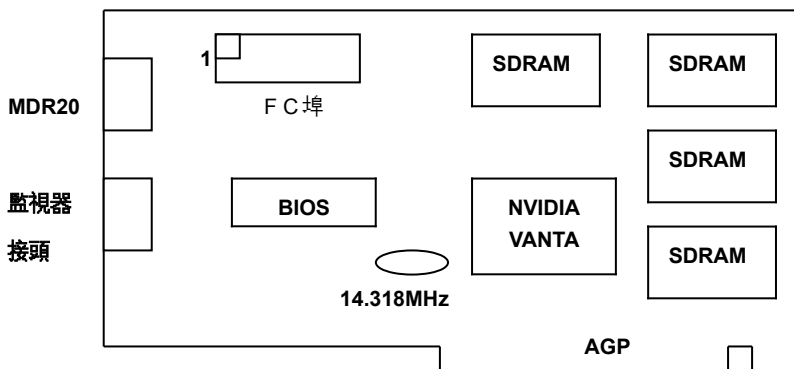 1
SDRAM
SDRAM
MDR20
ＦＣ埠
SDRAM
監視器
接頭
BIOS
NVIDIA
VANTA
SDRAM
14.318MHz
AGP